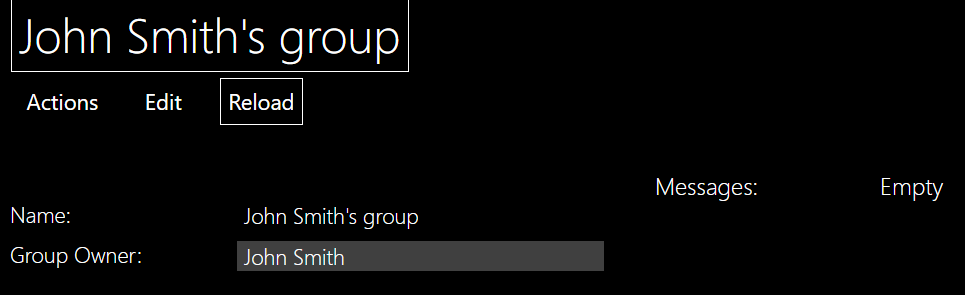 John Smith's group
Actions Edit Reload
Messages: Empty
Name: John Smith's group
Group Owner: John Smith